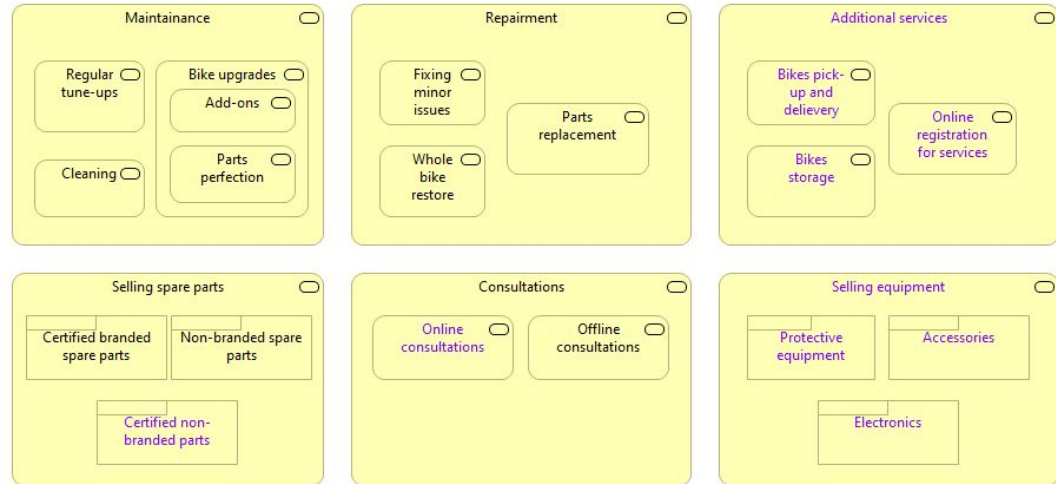 Maintainance
Regular
tune-ups
Bike upgrades
Add-ons
Cleaning
Parts
perfection
Repairment
Fixing
minor
issues
Parts
replacement
Whole
bike
restore
Additional services
Bikes pick-
up and
delievery
Online
registration
for services
Bikes
storage
Selling spare parts
Certified branded
spare parts
Non-branded spare
parts
Certified non-
branded parts
Consultations
Online
consultations
Offline
consultations
Selling equipment
Protective
equipment
Accessories
Electronics